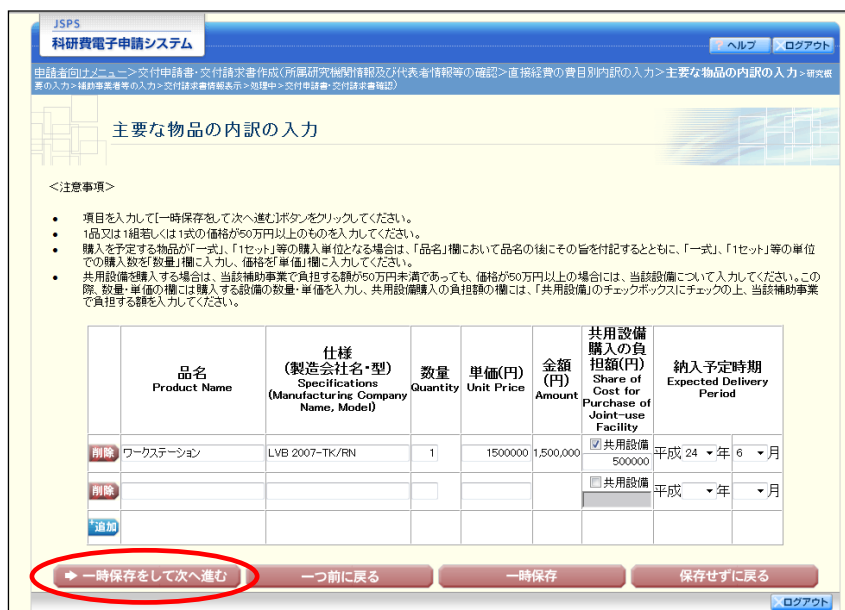 JSPS
科研費電子申請システム
? ヘルプ
×ログアウト
申請者向けメニュー>交付申請書・交付請求書作成(所属研究機関情報及び代表者情報等の確認>直接経費の費目別内訳の入力>主要な物品の内訳の入力>研究概
要の入力>補助事業者等の入力>交付請求書情報表示>処理中>交付申請書・交付請求書確認)
主要な物品の内訳の入力
<注意事項>
• 項目を入力して[一時保存をして次へ進む]ボタンをクリックしてください。
• 1品又は1組若しくは1式の価格が50万円以上のものを入力してください。
• 購入を予定する物品が「一式」、「1セット」等の購入単位となる場合は、「品名」欄において品名の後にその旨を付記するとともに、「一式」、「1セット」等の単位
での購入数を「数量」欄に入力し、価格を「単価」欄に入力してください。
• 共用設備を購入する場合は、当該補助事業で負担する額が50万円未満であっても、価格が50万円以上の場合には、当該設備について入力してください。この
際、数量・単価の欄には購入する設備の数量・単価を入力し、共用設備購入の負担額の欄には、「共用設備」のチェックボックスにチェックの上、当該補助事業
で負担する額を入力してください。
品名
Product Name
仕様
(製造会社名・型)
Specifications
(Manufacturing Company
Name, Model)
数量
Quantity
単価(円)
Unit Price
金額
(円)
Amount
共用設備
購入の負
担額(円)
Share of
Cost for
Purchase of
Joint-use
Facility
納入予定時期
Expected Delivery
Period
削除 ワークステーション LVB 2007-TK/RN 1 1500000 1,500,000 共用設備 平成 24 年 6 月
500000
削除 共用設備 平成 年 月
+追加
一時保存をして次へ進む
一つ前に戻る
一時保存
保存せずに戻る
×ログアウト